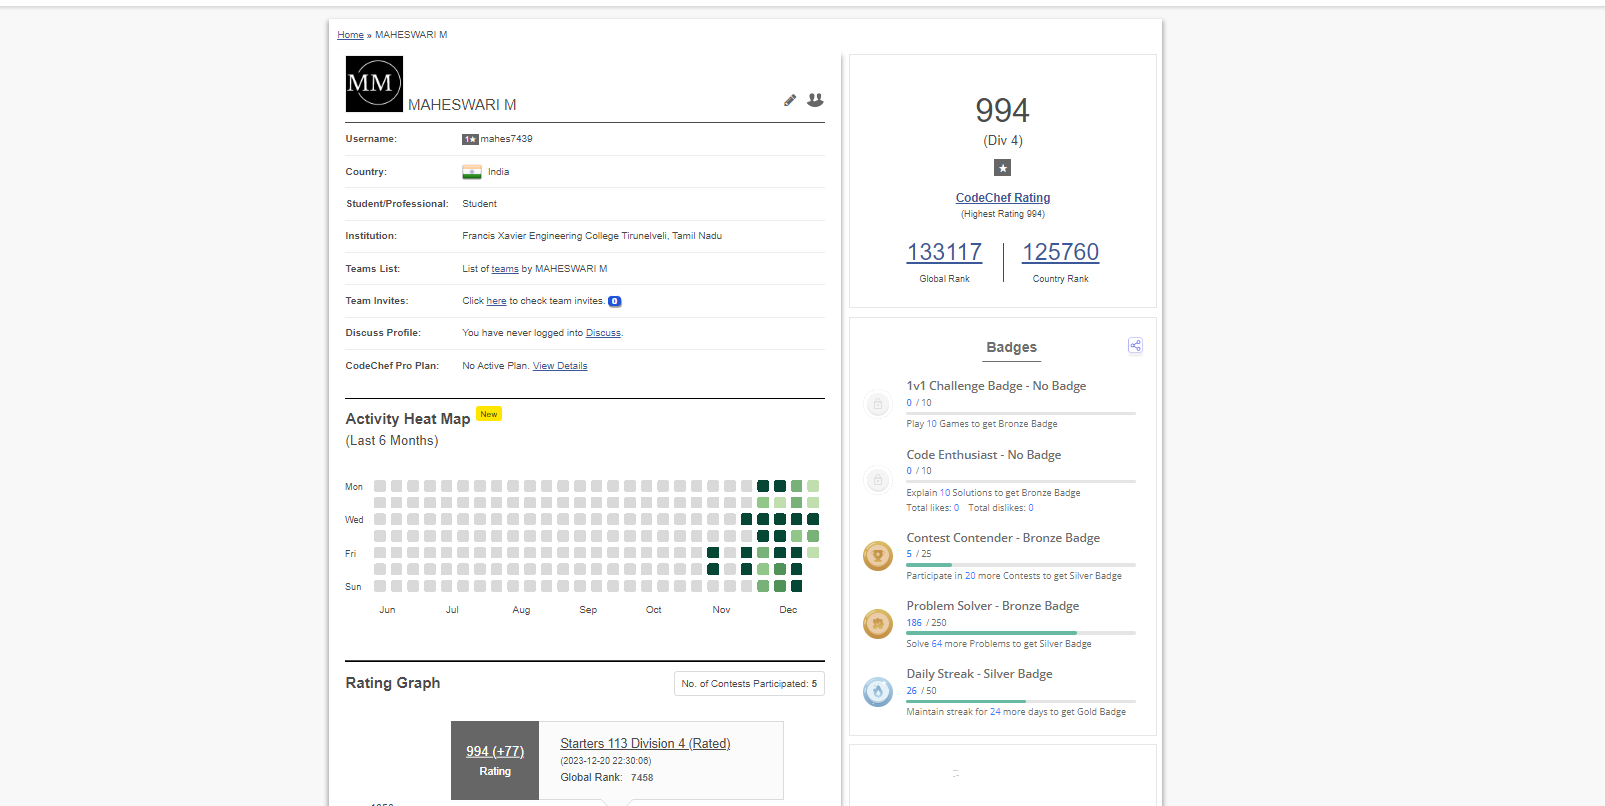 Home » MAHESWARI M
MM
MAHESWARI M
Username: 1★ mahes7439
Country: India
Student/Professional: Student
Institution: Francis Xavier Engineering College Tirunelveli, Tamil Nadu
Teams List: List of teams by MAHESWARI M
Team Invites: Click here to check team invites. 0
Discuss Profile: You have never logged into Discuss.
CodeChef Pro Plan: No Active Plan. View Details
Activity Heat Map New
(Last 6 Months)
Mon
Wed
Fri
Sun
Jun Jul Aug Sep Oct Nov Dec
Rating Graph
No. of Contests Participated: 5
994 (+77)
Rating
Starters 113 Division 4 (Rated)
(2023-12-20 22:30:06)
Global Rank: 7458
994
(Div 4)
★
CodeChef Rating
(Highest Rating 994)
133117 125760
Global Rank Country Rank
Badges
1v1 Challenge Badge - No Badge
0 / 10
Play 10 Games to get Bronze Badge
Code Enthusiast - No Badge
0 / 10
Explain 10 Solutions to get Bronze Badge
Total likes: 0 Total dislikes: 0
Contest Contender - Bronze Badge
5 / 25
Participate in 20 more Contests to get Silver Badge
Problem Solver - Bronze Badge
186 / 250
Solve 64 more Problems to get Silver Badge
Daily Streak - Silver Badge
26 / 50
Maintain streak for 24 more days to get Gold Badge